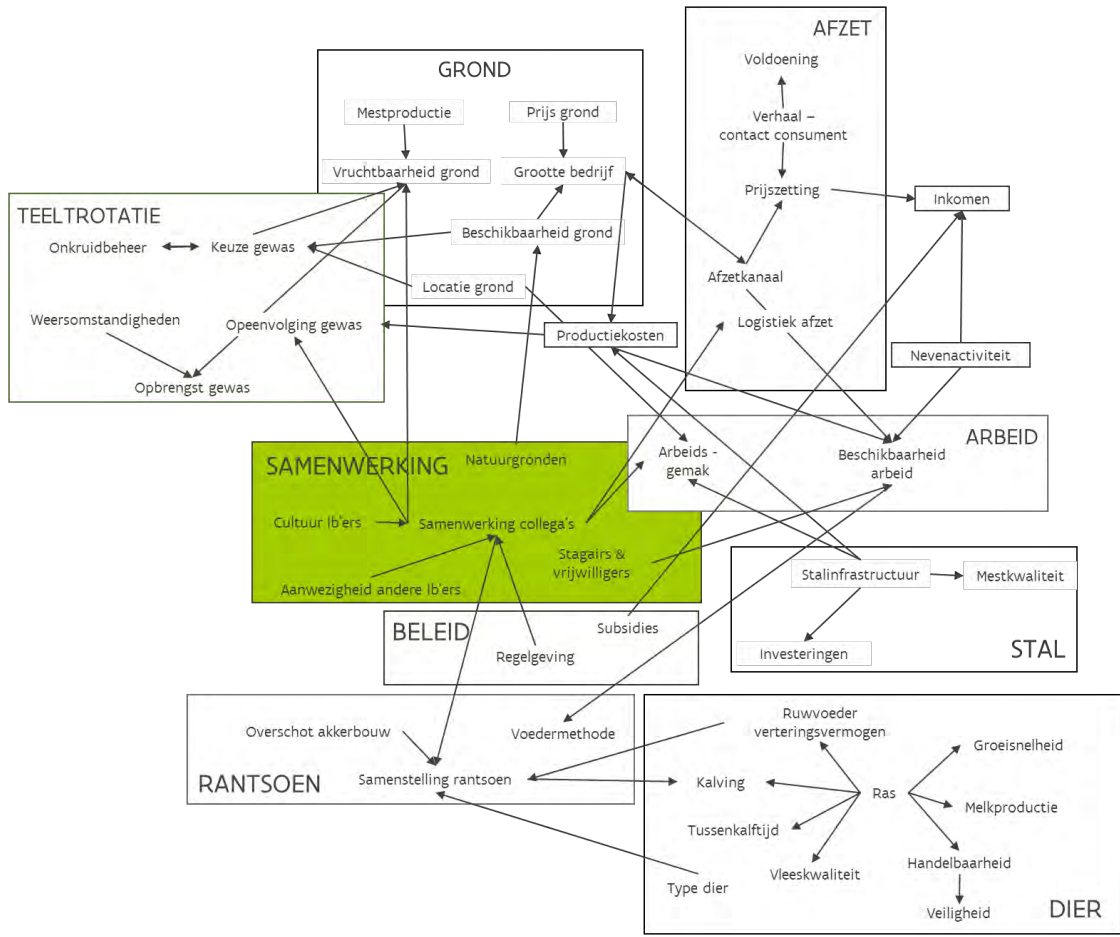 AFZET
Voldoening
Verhaal –
contact consument
Prijszetting
Afzetkanaal
Logistiek afzet
GROND
Mestproductie
Prijs grond
Vruchtbaarheid grond
Grootte bedrijf
Beschikbaarheid grond
Locatie grond
Inkomen
Nevenactiviteit
Productiekosten
TEELTROTATIE
Onkruidbeheer
Keuze gewas
Weersomstandigheden
Opeenvolging gewas
Opbrengst gewas
ARBEID
Arbeids -
gemak
Beschikbaarheid
arbeid
SAMENWERKING
Natuurgronden
Cultuur lb'ers
Samenwerking collega's
Stagairs &
vrijwilligers
Aanwezigheid andere lb'ers
Stalinfrastructuur
Mestkwaliteit
Investeringen
STAL
BELEID
Subsidies
Regelgeving
Overschot akkerbouw
Voedermethode
Samenstelling rantsoen
RANTSOEN
Ruwvoeder
verteringsvermogen
Groeisnelheid
Kalving
Ras
Melkproductie
Tussenkalftijd
Vleeskwaliteit
Handelbaarheid
Type dier
Veiligheid
DIER